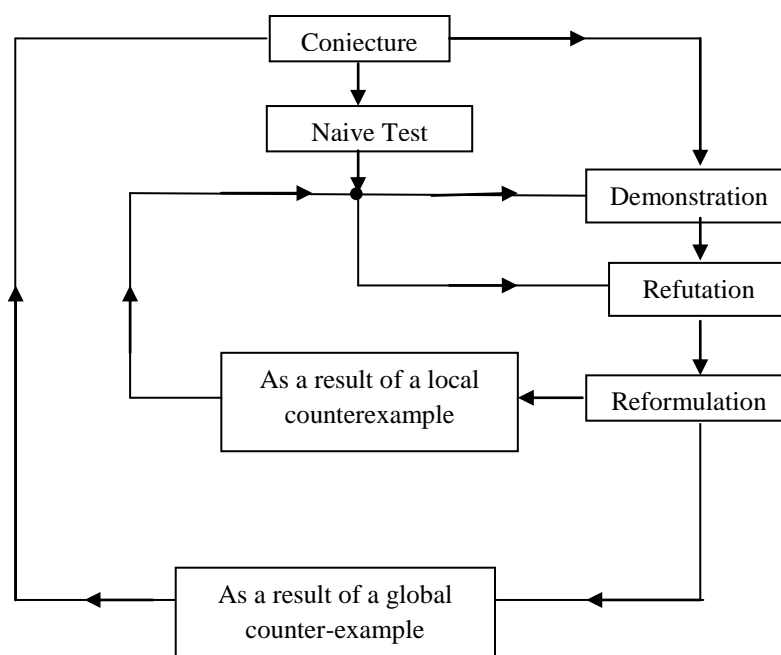 Coniecture
Naive Test
Demonstration
Refutation
As a result of a local
counterexample
Reformulation
As a result of a global
counter-example